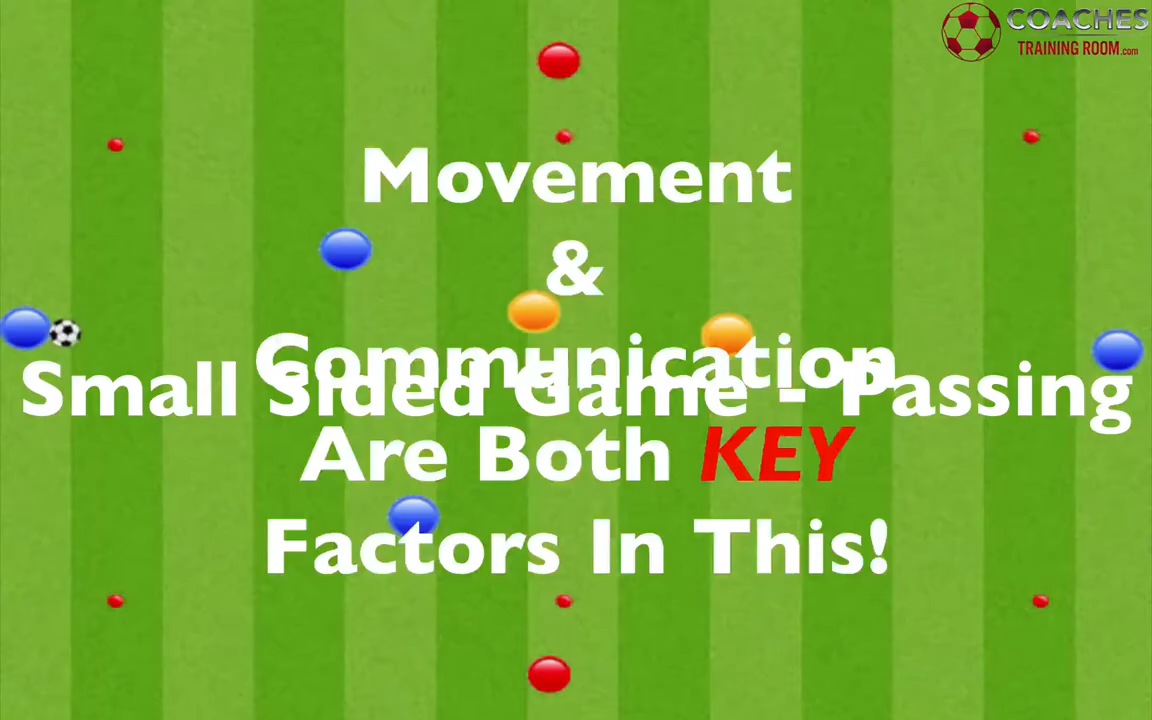 COACHES
TRAINING ROOM.com
Movement
&
Communication
Small Sided Game - Passing
Are Both KEY
Factors In This!